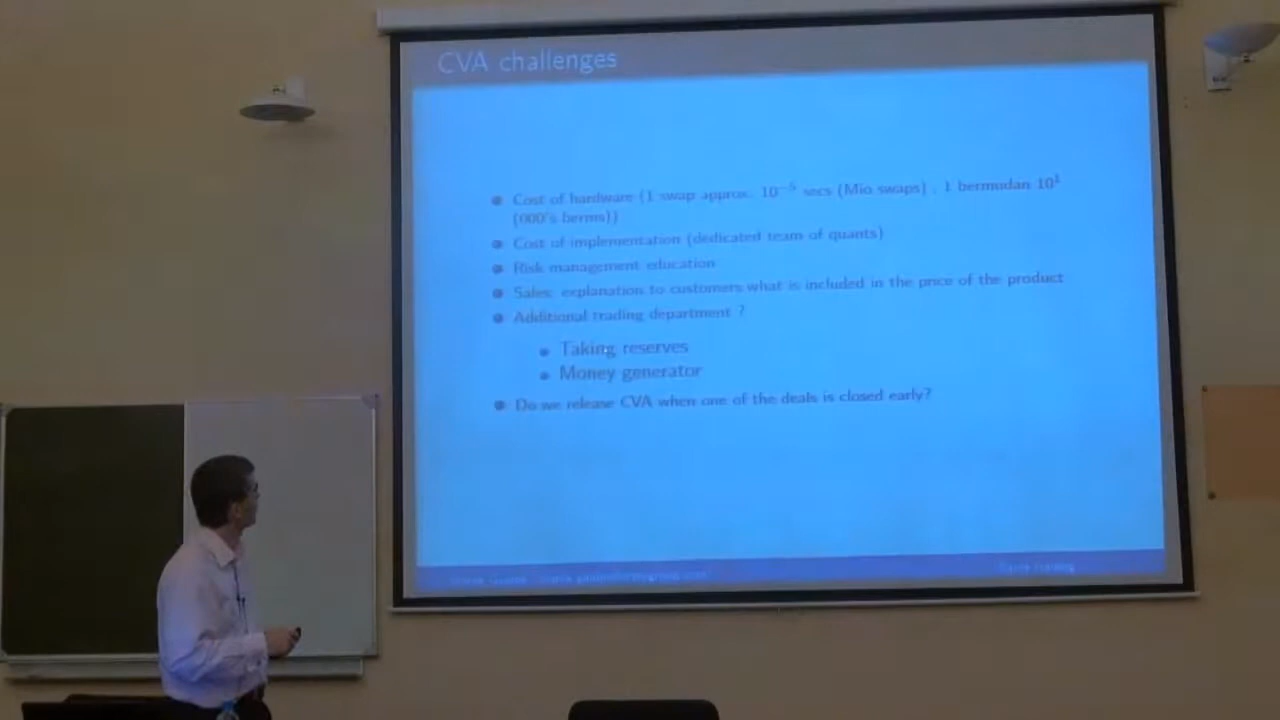 CVA challenges
Cost of hardware (1 swap approx. 10⁻⁵ secs (Mio swaps) , 1 bermudan 10¹
(000's berms))
Cost of implementation (dedicated team of quants)
Risk management education
Sales: explanation to customers what is included in the price of the product
Additional trading department ?
Taking reserves
Money generator
Do we release CVA when one of the deals is closed early?